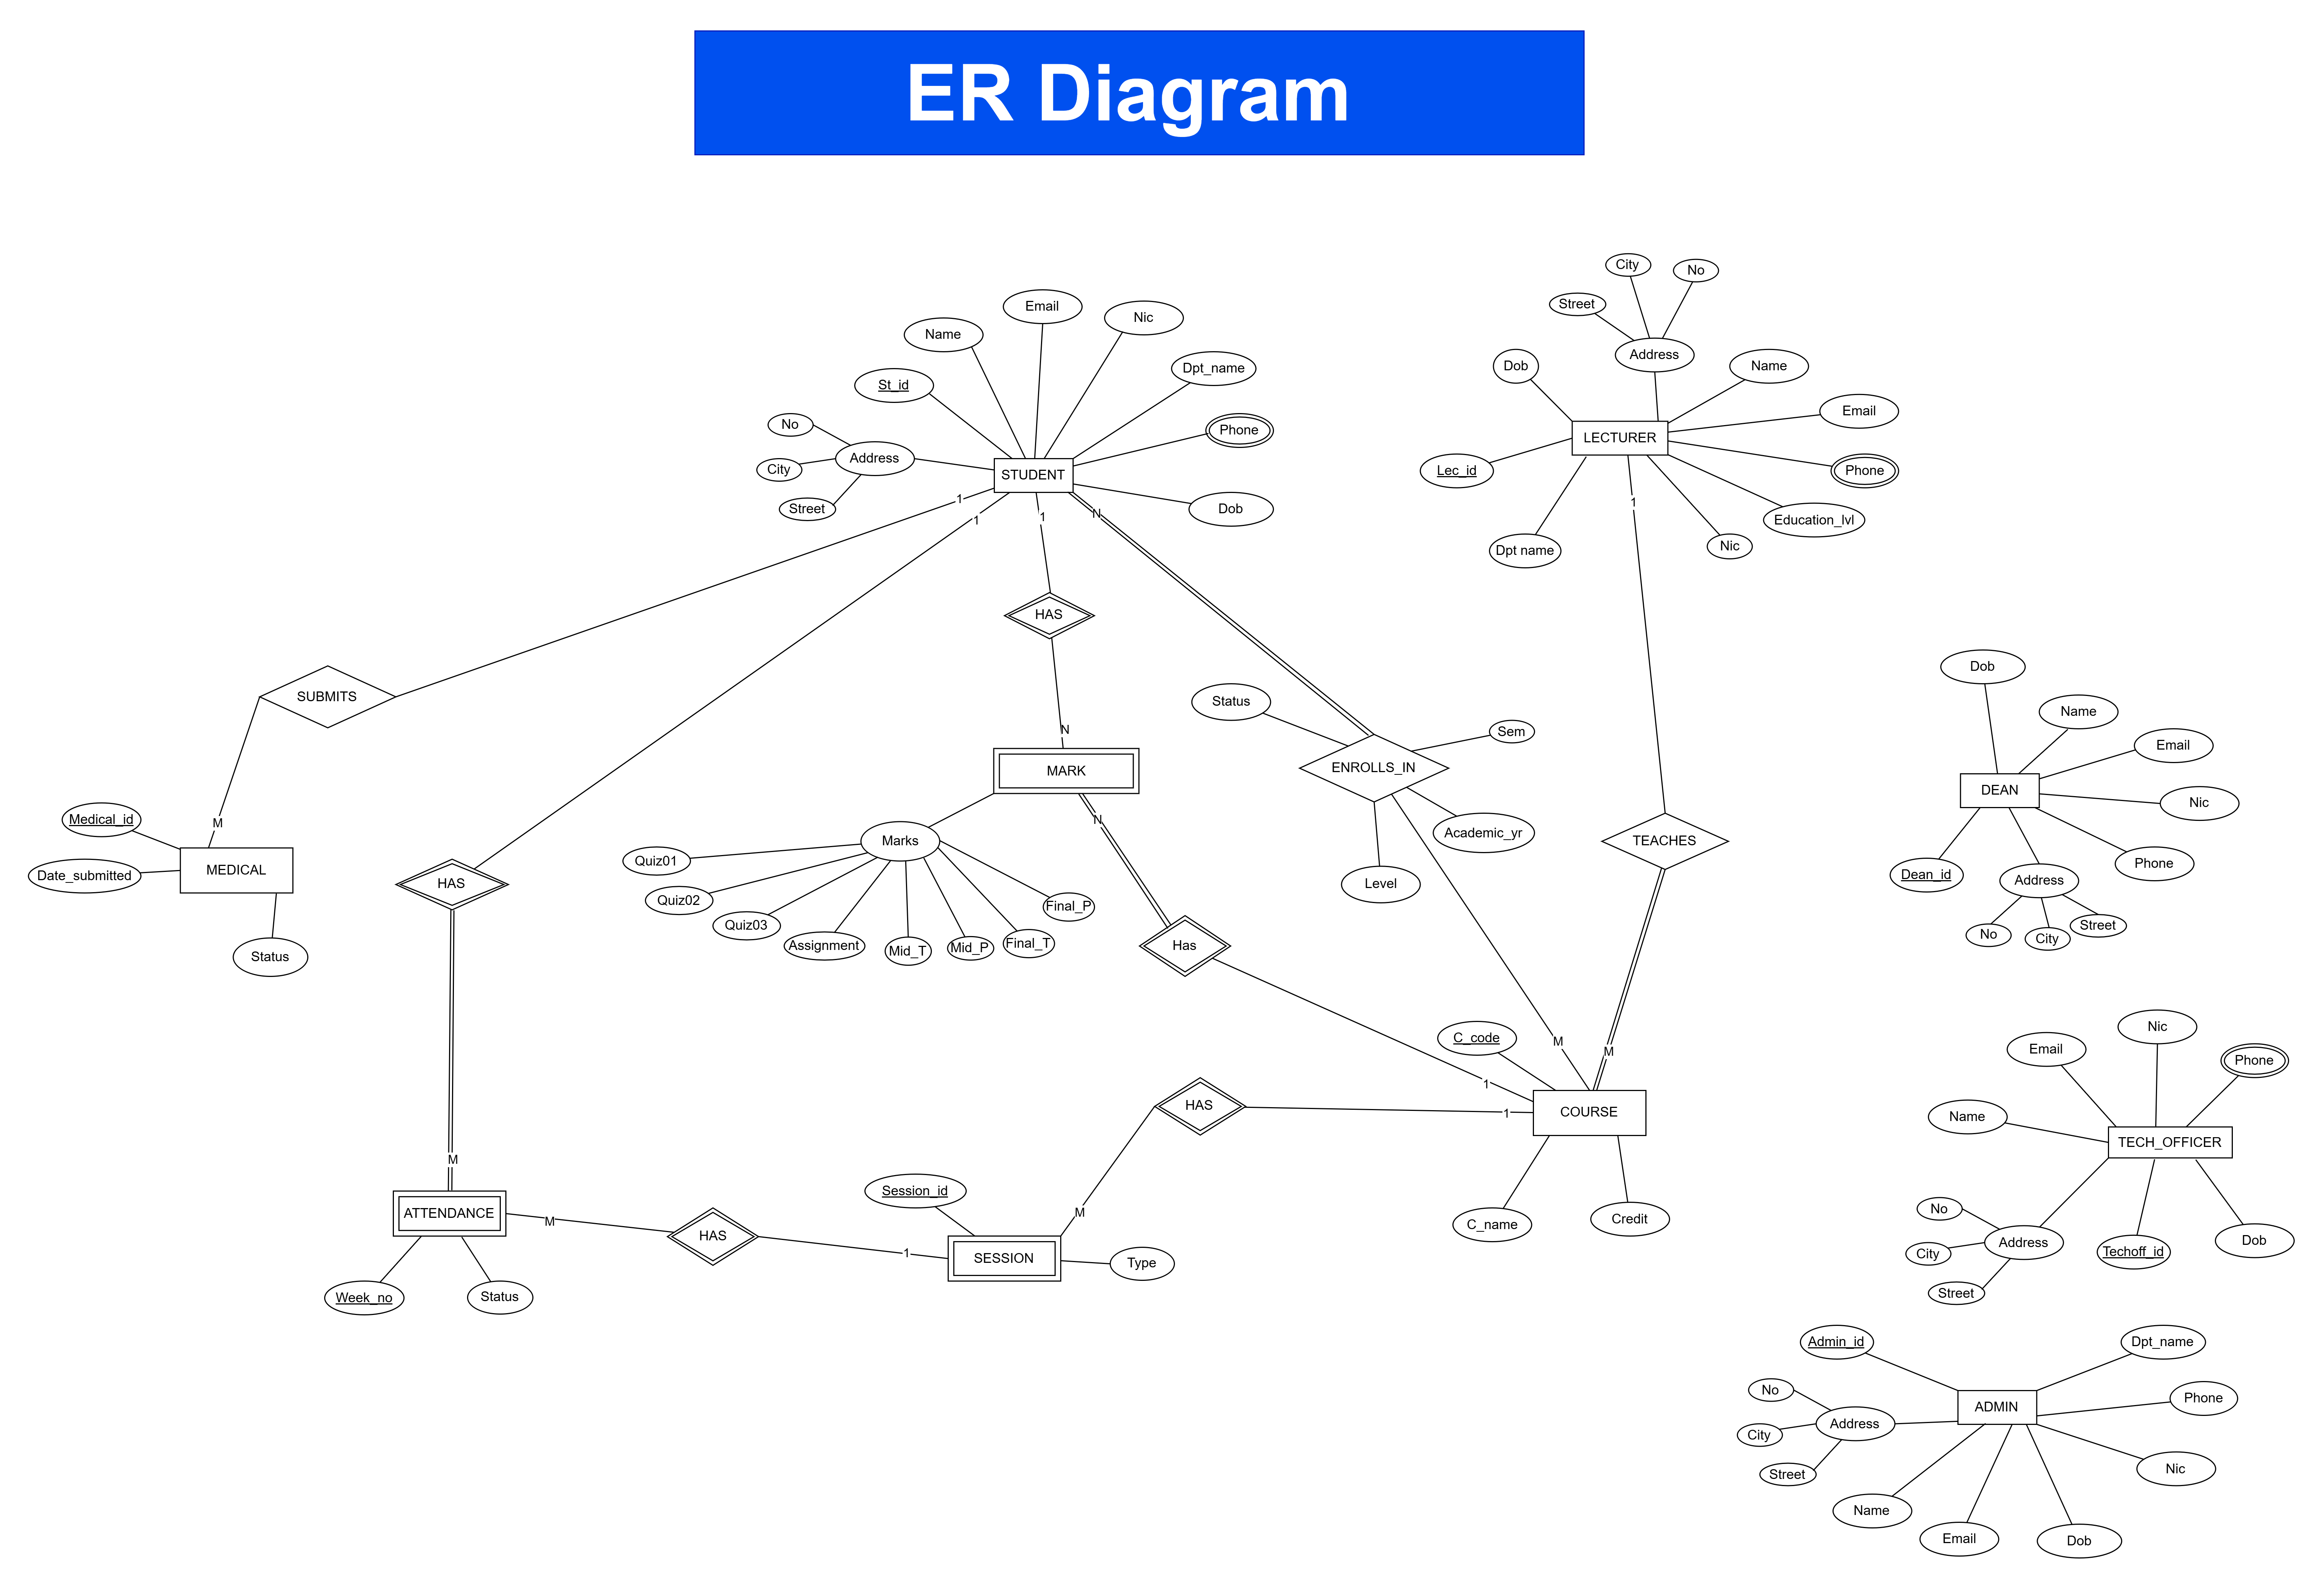 ER Diagram
City
No
Street
Address
Dob
Name
Email
LECTURER
Phone
Lec_id
Education_lvl
Nic
Dpt name
1
Email
Nic
Name
Dpt_name
St_id
No
Phone
Address
City
STUDENT
Street
Dob
1
1
1
N
HAS
SUBMITS
N
MARK
Status
Sem
ENROLLS_IN
Academic_yr
Level
TEACHES
Dob
Name
Email
DEAN
Nic
Phone
Dean_id
Address
No
City
Street
M
Medical_id
MEDICAL
Date_submitted
Status
HAS
Marks
Quiz01
Quiz02
Quiz03
Assignment
Mid_T
Mid_P
Final_T
Final_P
N
Has
M
M
C_code
1
1
COURSE
C_name
Credit
HAS
M
M
ATTENDANCE
M
HAS
1
Session_id
SESSION
Type
Week_no
Status
Nic
Email
Phone
Name
TECH_OFFICER
No
Address
City
Street
Techoff_id
Dob
Admin_id
Dpt_name
No
Phone
ADMIN
Address
City
Street
Nic
Name
Email
Dob